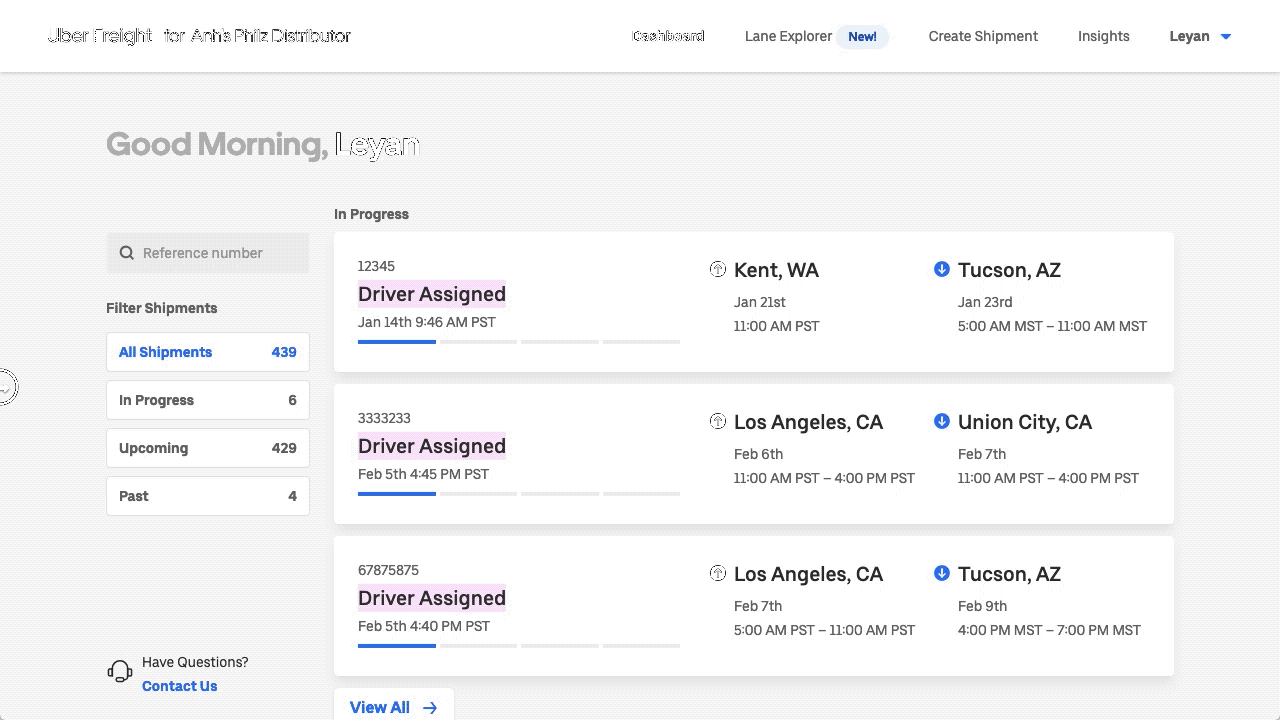 Uber Freight for Anh's Philz Distributor
Dashboard
Lane Explorer New!
Create Shipment
Insights
Leyan
Good Morning, Leyan
Reference number
Filter Shipments
All Shipments 439
In Progress 6
Upcoming 429
Past 4
Have Questions?
Contact Us
In Progress
12345
Driver Assigned
Jan 14th 9:46 AM PST
Kent, WA
Jan 21st
11:00 AM PST
Tucson, AZ
Jan 23rd
5:00 AM MST – 11:00 AM MST
3333233
Driver Assigned
Feb 5th 4:45 PM PST
Los Angeles, CA
Feb 6th
11:00 AM PST – 4:00 PM PST
Union City, CA
Feb 7th
11:00 AM PST – 4:00 PM PST
67875875
Driver Assigned
Feb 5th 4:40 PM PST
Los Angeles, CA
Feb 7th
5:00 AM PST – 11:00 AM PST
Tucson, AZ
Feb 9th
4:00 PM MST – 7:00 PM MST
View All